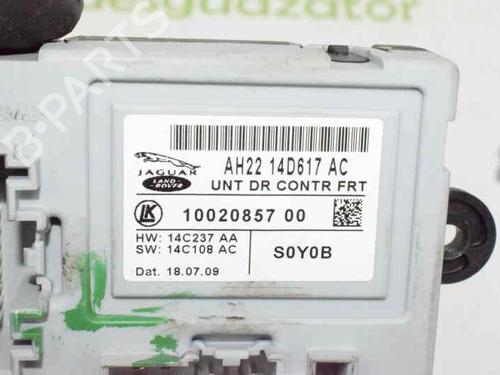 desguazator
B-PARTS
JAGUAR
LAND-ROVER
AH22 14D617 AC
UNT DR CONTR FRT
LK 10020857 00
HW: 14C237 AA
SW: 14C108 AC
S0Y0B
Dat. 18.07.09